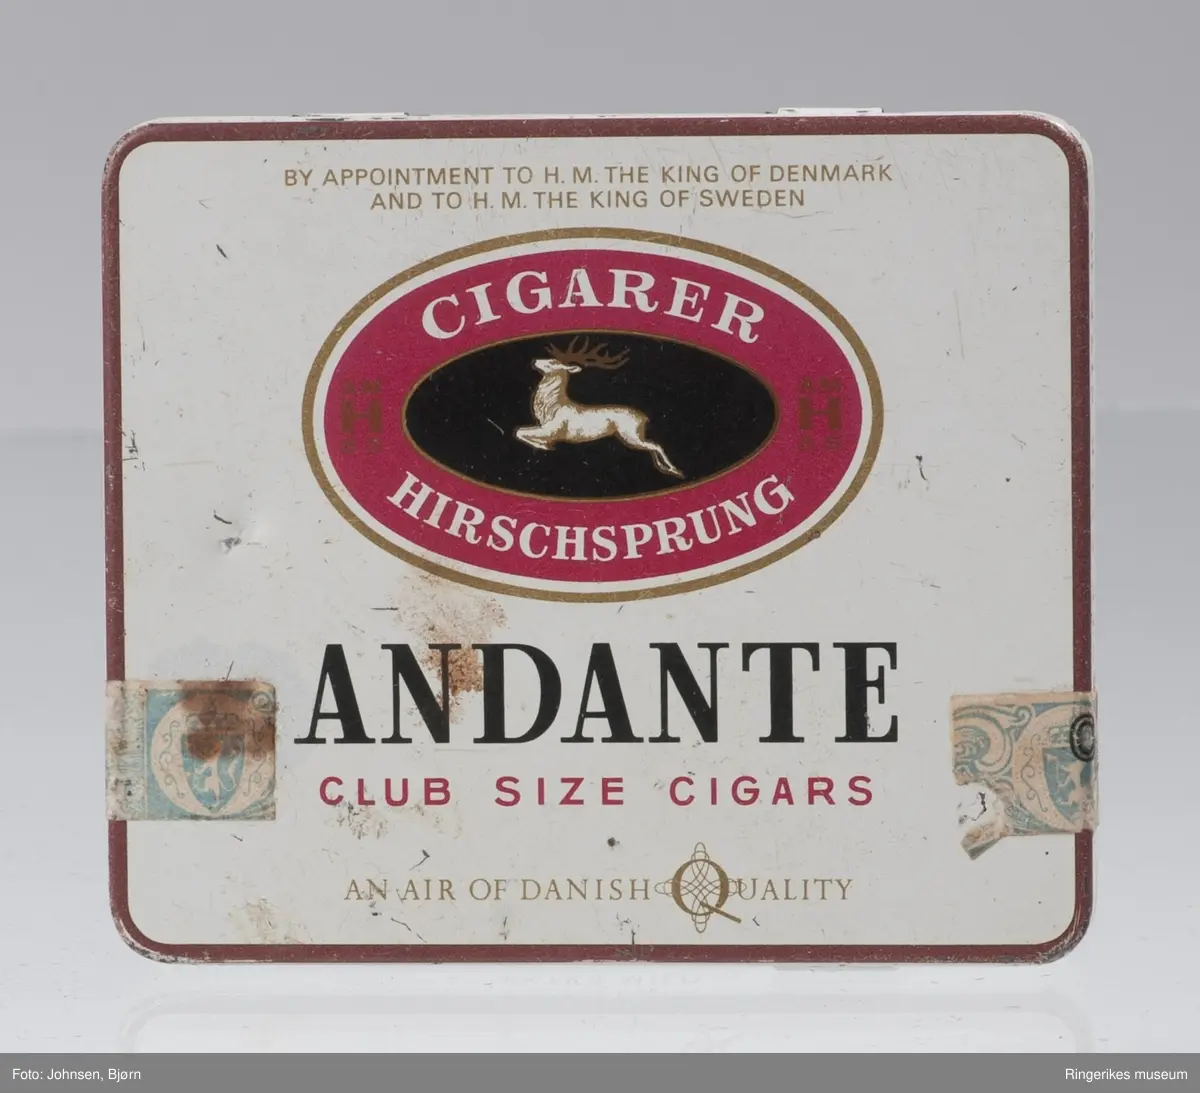 BY APPOINTMENT TO H. M. THE KING OF DENMARK
AND TO H. M. THE KING OF SWEDEN
CIGARER
H
H
HIRSCHSPRUNG
ANDANTE
CLUB SIZE CIGARS
AN AIR OF DANISH QUALITY
Foto: Johnsen, Bjørn
Ringerikes museum